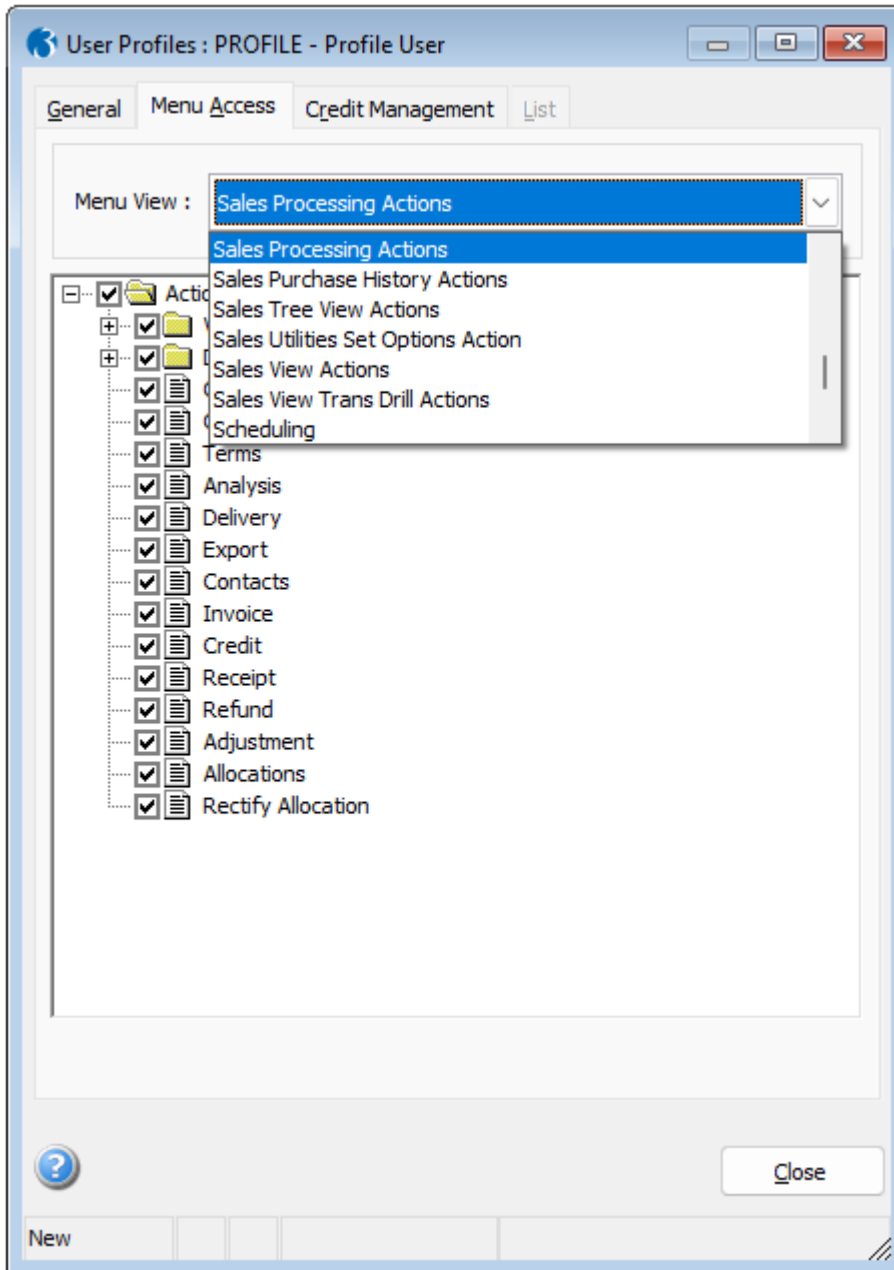 User Profiles : PROFILE - Profile User
General Menu Access Credit Management List
Menu View : Sales Processing Actions
Sales Processing Actions
Sales Purchase History Actions
Sales Tree View Actions
Sales Utilities Set Options Action
Sales View Actions
Sales View Trans Drill Actions
Scheduling
Terms
Analysis
Delivery
Export
Contacts
Invoice
Credit
Receipt
Refund
Adjustment
Allocations
Rectify Allocation
Close
New